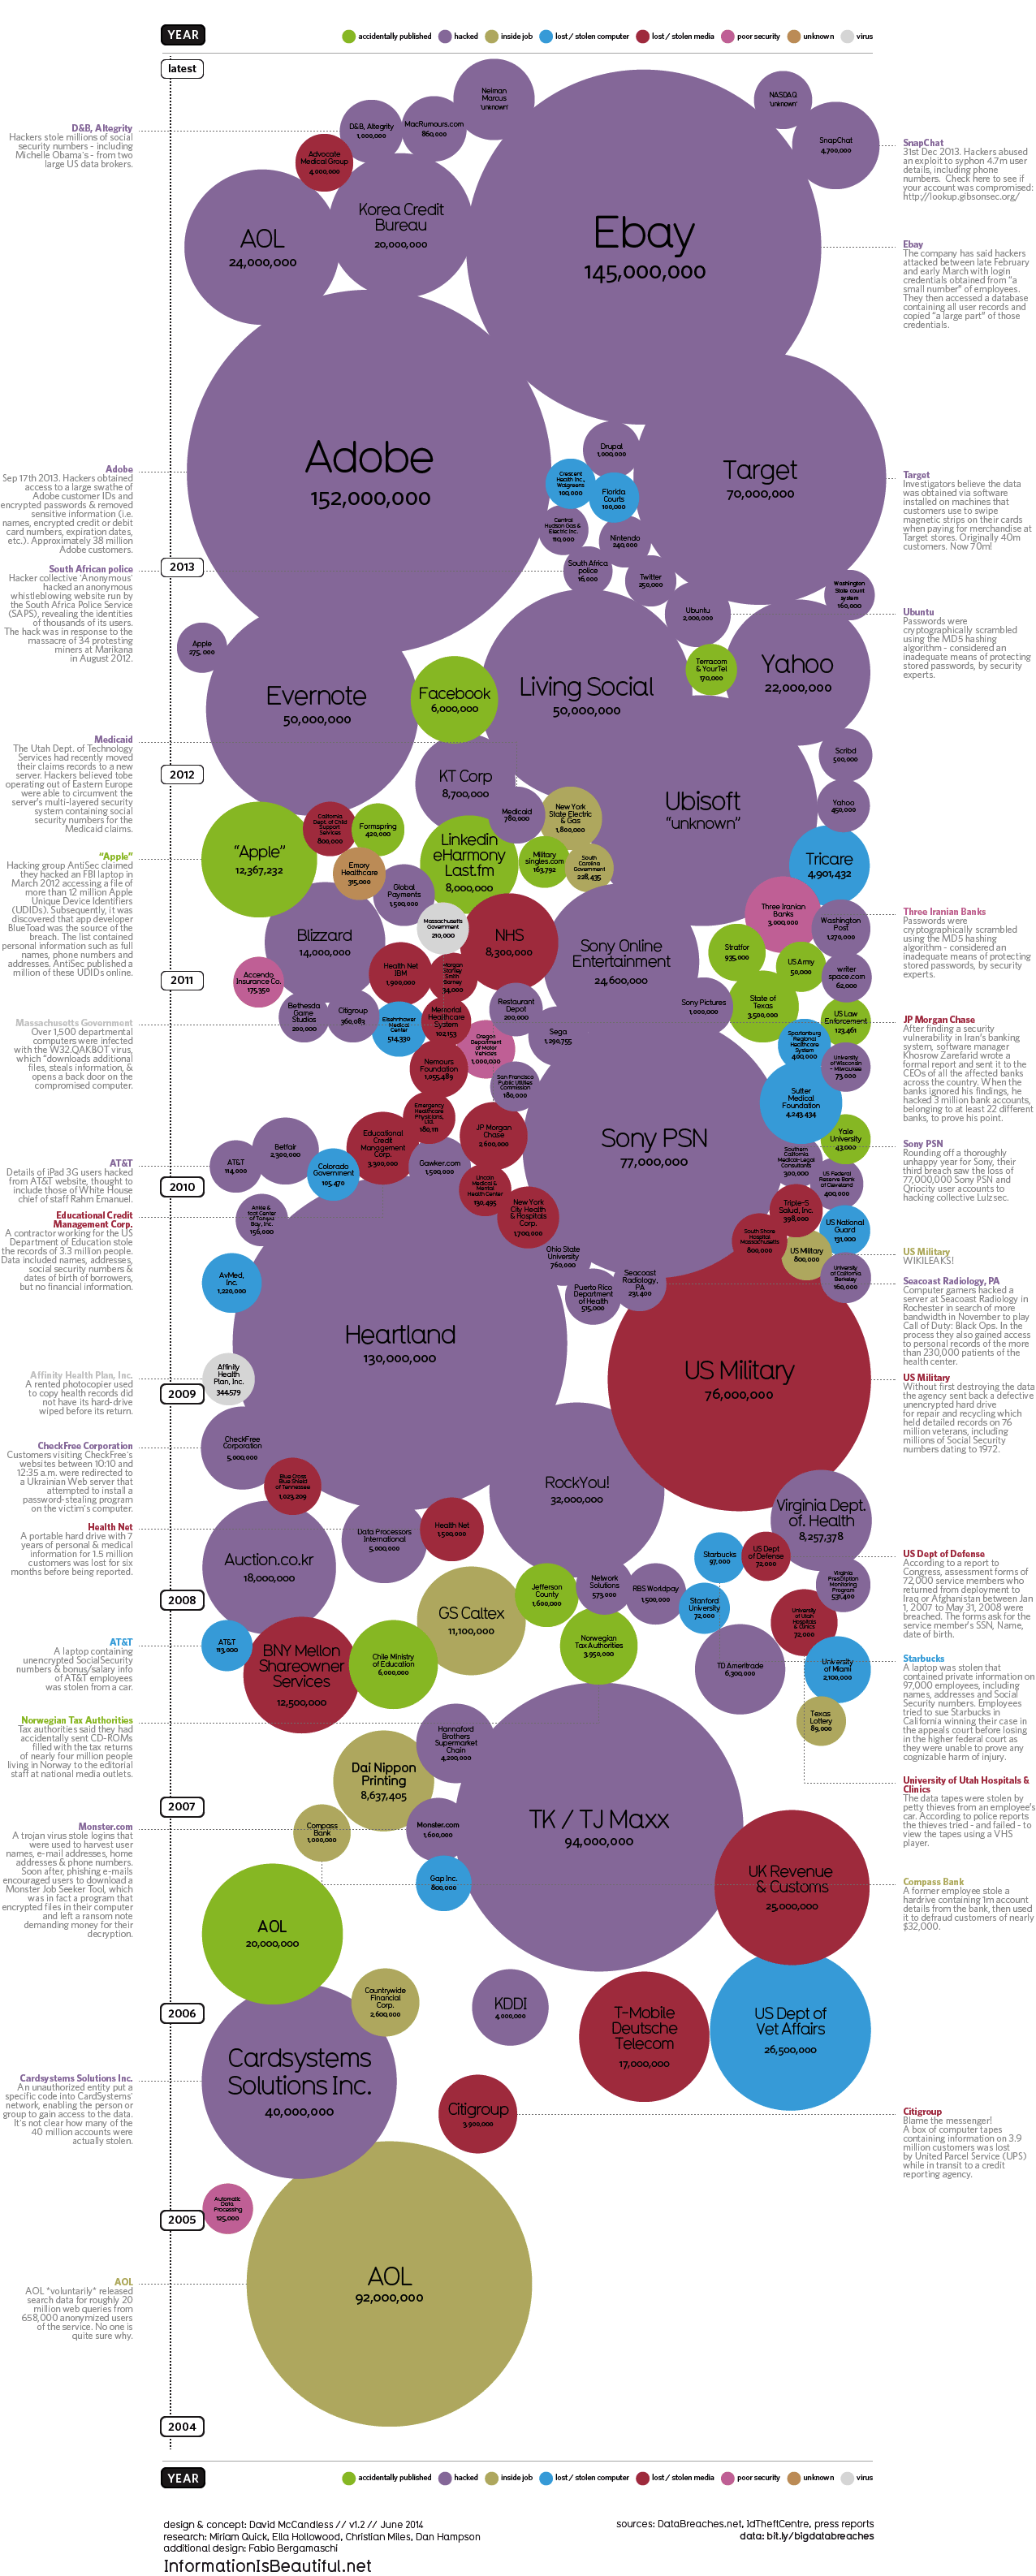 YEAR
accidentally published
hacked
inside job
lost / stolen computer
lost / stolen media
poor security
unknown
virus
latest
Neiman
Marcus
'unknown'
NASDAQ
'unknown'
D&B, Altegrity
1,000,000
MacRumours.com
860,000
SnapChat
4,700,000
Advocate
Medical Group
4,000,000
D&B, Altegrity
Hackers stole millions of social
security numbers - including
Michelle Obama's - from two
large US data brokers.
SnapChat
31st Dec 2013. Hackers abused
an exploit to syphon 4.7m user
details, including phone
numbers. Check here to see if
your account was compromised:
http://lookup.gibsonsec.org/
Korea Credit
Bureau
20,000,000
AOL
24,000,000
Ebay
145,000,000
Ebay
The company has said hackers
attacked between late February
and early March with login
credentials obtained from "a
small number" of employees.
They then accessed a database
containing all user records and
copied "a large part" of those
credentials.
Adobe
152,000,000
Drupal
1,000,000
Crescent
Health Inc.,
Walgreens
100,000
Florida
Courts
100,000
Target
70,000,000
Central
Hudson Gas &
Electric Inc.
110,000
Nintendo
240,000
Adobe
Sep 17th 2013. Hackers obtained
access to a large swathe of
Adobe customer IDs and
encrypted passwords & removed
sensitive information (i.e.
names, encrypted credit or debit
card numbers, expiration dates,
etc.). Approximately 38 million
Adobe customers.
Target
Investigators believe the data
was obtained via software
installed on machines that
customers use to swipe
magnetic strips on their cards
when paying for merchandise at
Target stores. Originally 40m
customers. Now 70m!
2013
South Africa
police
16,000
Twitter
250,000
Washington
State court
system
160,000
Ubuntu
2,000,000
South African police
Hacker collective 'Anonymous'
hacked an anonymous
whistleblowing website run by
the South Africa Police Service
(SAPS), revealing the identities
of thousands of its users.
The hack was in response to the
massacre of 34 protesting
miners at Marikana
in August 2012.
Ubuntu
Passwords were
cryptographically scrambled
using the MD5 hashing
algorithm - considered an
inadequate means of protecting
stored passwords, by security
experts.
Apple
275,000
Evernote
50,000,000
Facebook
6,000,000
Living Social
50,000,000
Terracom
& YourTel
170,000
Yahoo
22,000,000
2012
KT Corp
8,700,000
Scribd
500,000
Ubisoft
"unknown"
Yahoo
450,000
Medicaid
The Utah Dept. of Technology
Services had recently moved
their claims records to a new
server. Hackers believed tobe
operating out of Eastern Europe
were able to circumvent the
server's multi-layered security
system containing social
security numbers for the
Medicaid claims.
Medicaid
780,000
New York
State Electric
& Gas
1,800,000
California
Dept. of Child
Support
Services
800,000
Formspring
420,000
"Apple"
12,367,232
Linkedin
eHarmony
Last.fm
8,000,000
Military
singles.com
163,792
South
Carolina
Government
228,435
Tricare
4,901,432
Emory
Healthcare
315,000
Global
Payments
1,500,000
"Apple"
Hacking group AntiSec claimed
they hacked an FBI laptop in
March 2012 accessing a file of
more than 12 million Apple
Unique Device Identifiers
(UDIDs). Subsequently, it was
discovered that app developer
BlueToad was the source of the
breach. The list contained
personal information such as full
names, phone numbers and
addresses. AntiSec published a
million of these UDIDs online.
Three Iranian
Banks
3,000,000
Washington
Post
1,270,000
Three Iranian Banks
Passwords were
cryptographically scrambled
using the MD5 hashing
algorithm - considered an
inadequate means of protecting
stored passwords, by security
experts.
Massachusetts
Government
210,000
Blizzard
14,000,000
NHS
8,300,000
Sony Online
Entertainment
24,600,000
Stratfor
935,000
US Army
50,000
writer
space.com
62,000
2011
Accendo
Insurance Co.
175,350
Health Net
IBM
1,900,000
Morgan
Stanley
Smith
Barney
34,000
Restaurant
Depot
200,000
Sony Pictures
1,000,000
State of
Texas
3,500,000
US Law
Enforcement
123,461
Bethesda
Game
Studios
200,000
Citigroup
360,083
Eisenhower
Medical
Center
514,330
Memorial
Healthcare
System
102,153
Oregon
Department
of Motor
Vehicles
1,000,000
Sega
1,290,755
Spartanburg
Regional
Healthcare
System
400,000
University
of Wisconsin
- Milwaukee
73,000
Massachusetts Government
Over 1,500 departmental
computers were infected
with the W32.QAKBOT virus,
which "downloads additional
files, steals information, &
opens a back door on the
compromised computer.
JP Morgan Chase
After finding a security
vulnerability in Iran's banking
system, software manager
Khosrow Zarefarid wrote a
formal report and sent it to the
CEOs of all the affected banks
across the country. When the
banks ignored his findings, he
hacked 3 million bank accounts,
belonging to at least 22 different
banks, to prove his point.
Nemours
Foundation
1,055,489
San Francisco
Public Utilities
Commission
180,000
Sutter
Medical
Foundation
4,243,434
Emergency
Healthcare
Physicians,
Ltd.
180,111
Educational
Credit
Management
Corp.
3,300,000
JP Morgan
Chase
2,600,000
Sony PSN
77,000,000
Yale
University
43,000
Betfair
2,300,000
AT&T
114,000
Colorado
Government
105,470
Gawker.com
1,500,000
Southern
California
Medical-Legal
Consultants
300,000
US Federal
Reserve Bank
of Cleveland
400,000
Sony PSN
Rounding off a thoroughly
unhappy year for Sony, their
third breach saw the loss of
77,000,000 Sony PSN and
Qriocity user accounts to
hacking collective Lulzsec.
AT&T
Details of iPad 3G users hacked
from AT&T website, thought to
include those of White House
chief of staff Rahm Emanuel.
2010
Lincoln
Medical &
Mental
Health Center
130,495
New York
City Health
& Hospitals
Corp.
1,700,000
Triple-S
Salud, Inc.
398,000
US National
Guard
131,000
Ankle &
foot Center
of Tampa
Bay, Inc.
156,000
South Shore
Hospital
Massachusetts
800,000
US Military
800,000
University
of California
Berkeley
160,000
Educational Credit
Management Corp.
A contractor working for the US
Department of Education stole
the records of 3.3 million people.
Data included names, addresses,
social security numbers &
dates of birth of borrowers,
but no financial information.
US Military
WIKILEAKS!
Ohio State
University
760,000
Seacoast
Radiology,
PA
231,400
Puerto Rico
Department
of Health
515,000
AvMed,
Inc.
1,220,000
Seacoast Radiology, PA
Computer gamers hacked a
server at Seacoast Radiology in
Rochester in search of more
bandwidth in November to play
Call of Duty: Black Ops. In the
process they also gained access
to personal records of the more
than 230,000 patients of the
health center.
Heartland
130,000,000
US Military
76,000,000
Affinity Health Plan, Inc.
A rented photocopier used
to copy health records did
not have its hard-drive
wiped before its return.
Affinity
Health
Plan, Inc.
344,579
2009
US Military
Without first destroying the data
the agency sent back a defective
unencrypted hard drive
for repair and recycling which
held detailed records on 76
million veterans, including
millions of Social Security
numbers dating to 1972.
CheckFree
Corporation
5,000,000
CheckFree Corporation
Customers visiting CheckFree's
websites between 10:10 and
12:35 a.m. were redirected to
a Ukrainian Web server that
attempted to install a
password-stealing program
on the victim's computer.
Blue Cross
Blue Shield
of Tennessee
1,023,209
RockYou!
32,000,000
Virginia Dept.
of. Health
8,257,378
Health Net
A portable hard drive with 7
years of personal & medical
information for 1.5 million
customers was lost for six
months before being reported.
Data Processors
International
5,000,000
Health Net
1,500,000
Auction.co.kr
18,000,000
Starbucks
97,000
US Dept
of Defense
72,000
Virginia
Prescription
Monitoring
Program
531,400
US Dept of Defense
According to a report to
Congress, assessment forms of
72,000 service members who
returned from deployment to
Iraq or Afghanistan between Jan
1, 2007 to May 31, 2008 were
breached. The forms ask for the
service member's SSN, Name,
date of birth.
2008
GS Caltex
11,100,000
Jefferson
County
1,600,000
Network
Solutions
573,000
RBS Worldpay
1,500,000
Stanford
University
72,000
University
of Utah
Hospitals
& Clinics
72,000
AT&T
113,000
BNY Mellon
Shareowner
Services
12,500,000
Chile Ministry
of Education
6,000,000
Norwegian
Tax Authorities
3,950,000
TD Ameritrade
6,300,000
University
of Miami
2,100,000
AT&T
A laptop containing
unencrypted SocialSecurity
numbers & bonus/salary info
of AT&T employees
was stolen from a car.
Starbucks
A laptop was stolen that
contained private information on
97,000 employees, including
names, addresses and Social
Security numbers. Employees
tried to sue Starbucks in
California winning their case in
the appeals court before losing
in the higher federal court as
they were unable to prove any
cognizable harm of injury.
Norwegian Tax Authorities
Tax authorities said they had
accidentally sent CD-ROMs
filled with the tax returns
of nearly four million people
living in Norway to the editorial
staff at national media outlets.
Texas
Lottery
89,000
Hannaford
Brothers
Supermarket
Chain
4,200,000
Dai Nippon
Printing
8,637,405
University of Utah Hospitals &
Clinics
The data tapes were stolen by
petty thieves from an employee's
car. According to police reports
the thieves tried - and failed - to
view the tapes using a VHS
player.
2007
Monster.com
A trojan virus stole logins that
were used to harvest user
names, e-mail addresses, home
addresses & phone numbers.
Soon after, phishing e-mails
encouraged users to download a
Monster Job Seeker Tool, which
was in fact a program that
encrypted files in their computer
and left a ransom note
demanding money for their
decryption.
Compass
Bank
1,000,000
Monster.com
1,600,000
TK / TJ Maxx
94,000,000
Gap Inc.
800,000
UK Revenue
& Customs
25,000,000
Compass Bank
A former employee stole a
hardrive containing 1m account
details from the bank, then used
it to defraud customers of nearly
$32,000.
AOL
20,000,000
2006
Countrywide
Financial
Corp.
2,600,000
KDDI
4,000,000
T-Mobile
Deutsche
Telecom
17,000,000
US Dept of
Vet Affairs
26,500,000
Cardsystems
Solutions Inc.
40,000,000
Cardsystems Solutions Inc.
An unauthorized entity put a
specific code into CardSystems'
network, enabling the person or
group to gain access to the data.
It's not clear how many of the
40 million accounts were
actually stolen.
Citigroup
3,900,000
Citigroup
Blame the messenger!
A box of computer tapes
containing information on 3.9
million customers was lost
by United Parcel Service (UPS)
while in transit to a credit
reporting agency.
Automatic
Data
Processing
125,000
2005
AOL
92,000,000
AOL
AOL *voluntarily* released
search data for roughly 20
million web queries from
658,000 anonymized users
of the service. No one is
quite sure why.
2004
YEAR
accidentally published
hacked
inside job
lost / stolen computer
lost / stolen media
poor security
unknown
virus
design & concept: David McCandless // v1.2 // June 2014
research: Miriam Quick, Ella Hollowood, Christian Miles, Dan Hampson
additional design: Fabio Bergamaschi
InformationIsBeautiful.net
sources: DataBreaches.net, IdTheftCentre, press reports
data: bit.ly/bigdatabreaches